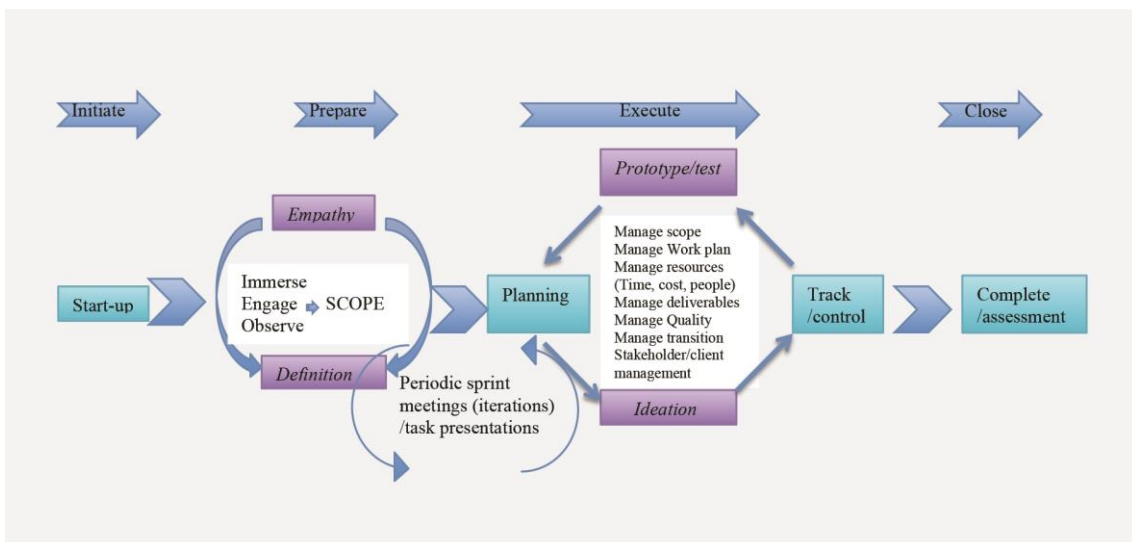 Initiate
Prepare
Execute
Close
Prototype/test
Empathy
Manage scope
Manage Work plan
Manage resources
(Time, cost, people)
Manage deliverables
Manage Quality
Manage transition
Stakeholder/client
management
Immerse
Engage SCOPE
Observe
Start-up
Planning
Track
/control
Complete
/assessment
Definition
Periodic sprint
meetings (iterations)
/task presentations
Ideation